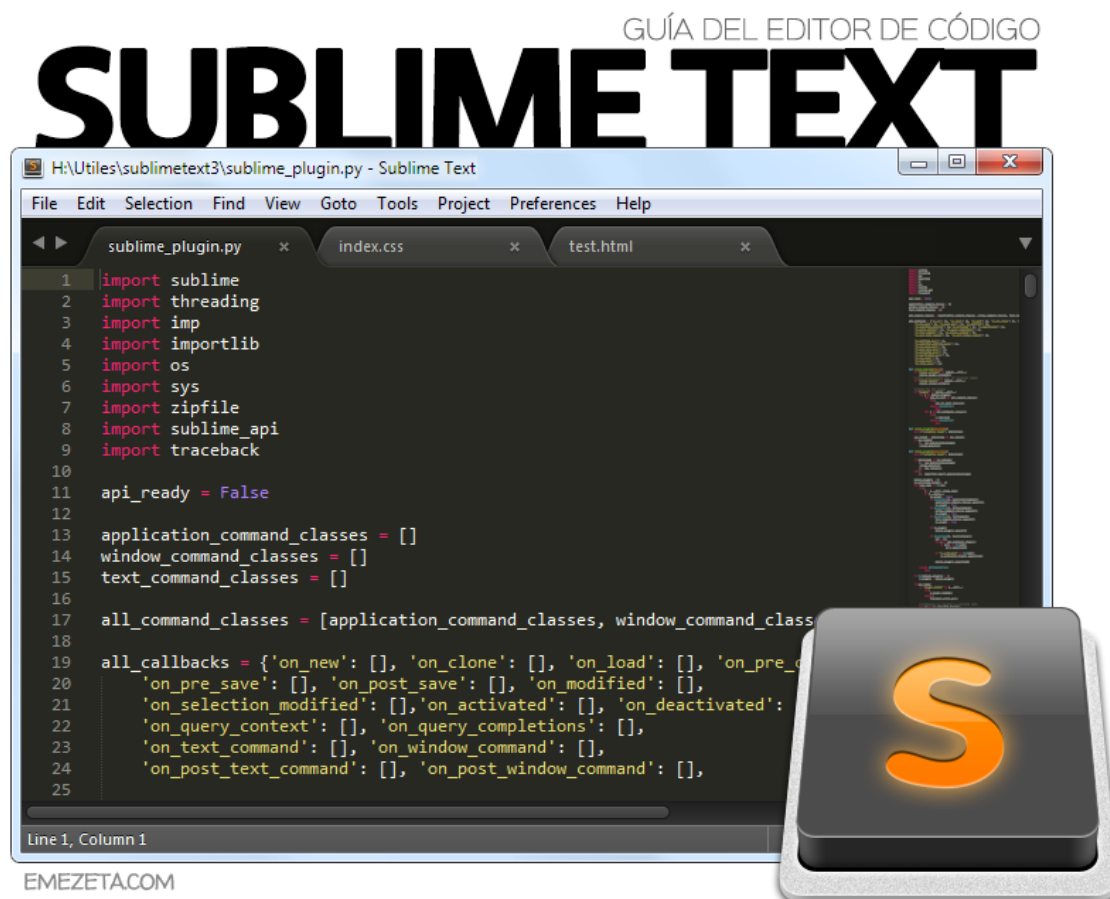 GUÍA DEL EDITOR DE CÓDIGO
SUBLIME TEXT
H:\Utiles\sublimetext3\sublime_plugin.py - Sublime Text
File Edit Selection Find View Goto Tools Project Preferences Help
sublime_plugin.py × index.css × test.html ×
1 import sublime
2 import threading
3 import imp
4 import importlib
5 import os
6 import sys
7 import zipfile
8 import sublime_api
9 import traceback
10
11 api_ready = False
12
13 application_command_classes = []
14 window_command_classes = []
15 text_command_classes = []
16
17 all_command_classes = [application_command_classes, window_command_class
18
19 all_callbacks = {'on_new': [], 'on_clone': [], 'on_load': [], 'on_pre_c
20 'on_pre_save': [], 'on_post_save': [], 'on_modified': [],
21 'on_selection_modified': [],'on_activated': [], 'on_deactivated':
22 'on_query_context': [], 'on_query_completions': [],
23 'on_text_command': [], 'on_window_command': [],
24 'on_post_text_command': [], 'on_post_window_command': [],
25
Line 1, Column 1
S
EMEZETA.COM